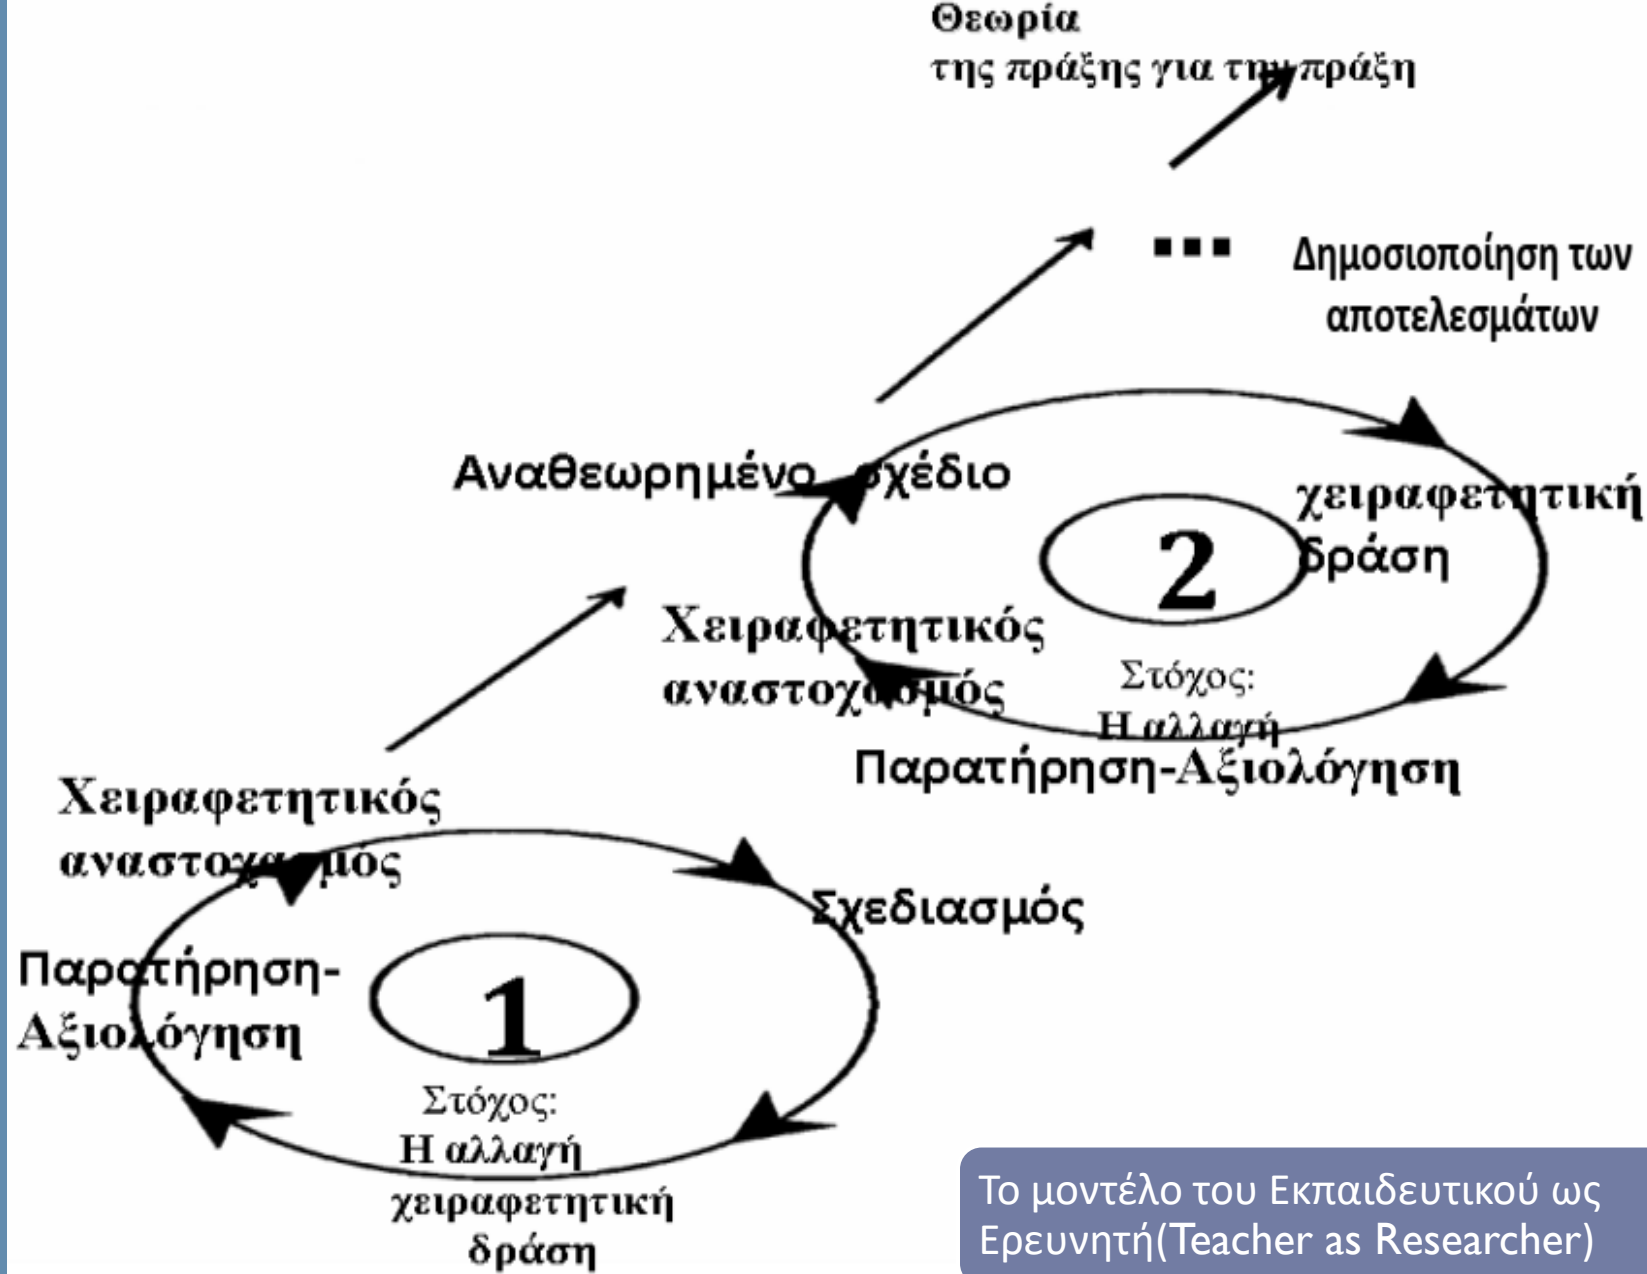 Θεωρία
της πράξης για την πράξη
...
Δημοσιοποίηση των
αποτελεσμάτων
Αναθεωρημένο σχέδιο
χειραφετητική
δράση
2
Χειραφετητικός
αναστοχασμός
Στόχος:
Η αλλαγή
Παρατήρηση-Αξιολόγηση
Χειραφετητικός
αναστοχασμός
Σχεδιασμός
Παρατήρηση-
Αξιολόγηση
1
Στόχος:
Η αλλαγή
χειραφετητική
δράση
Το μοντέλο του Εκπαιδευτικού ως
Ερευνητή(Teacher as Researcher)